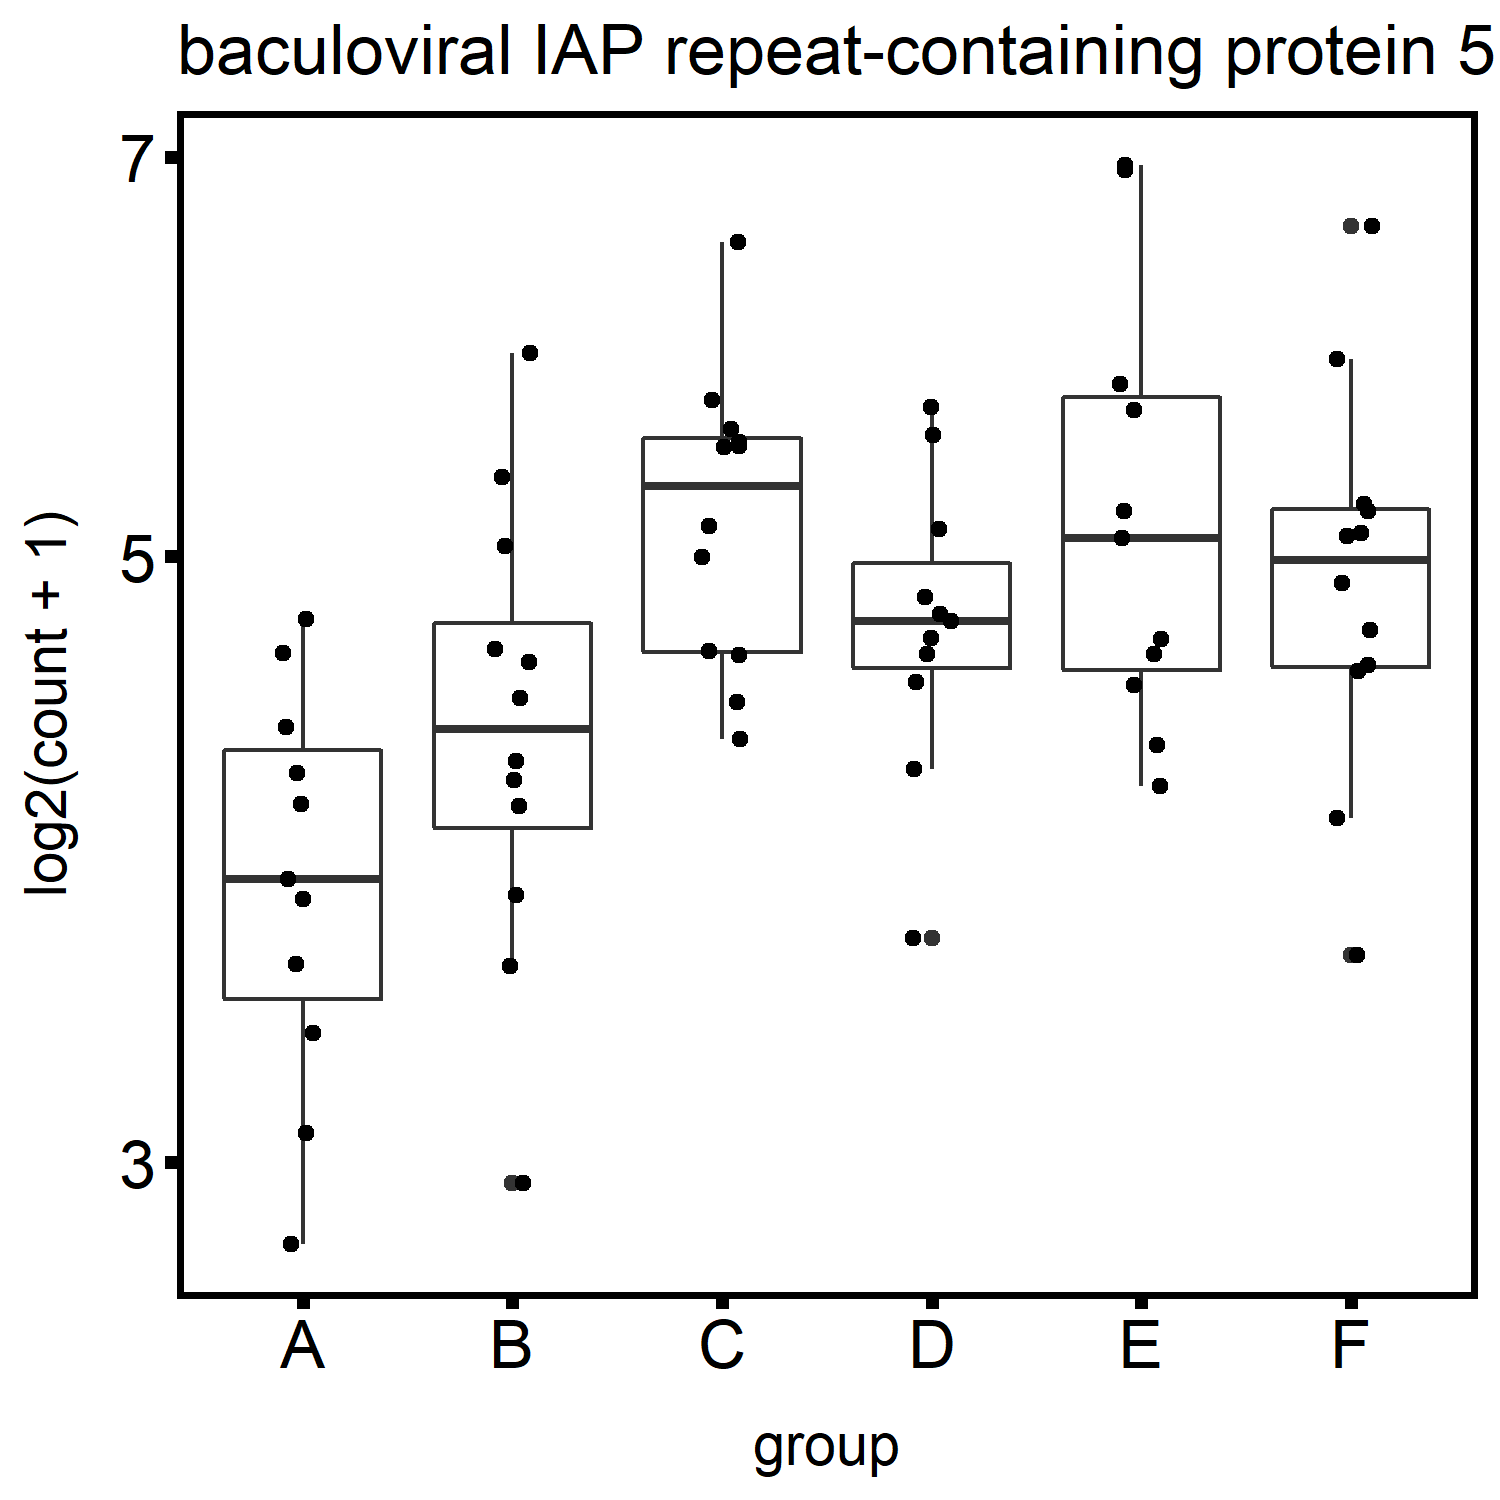 baculoviral IAP repeat-containing protein 5
log2(count + 1)
7
5
3
A B C D E F
group